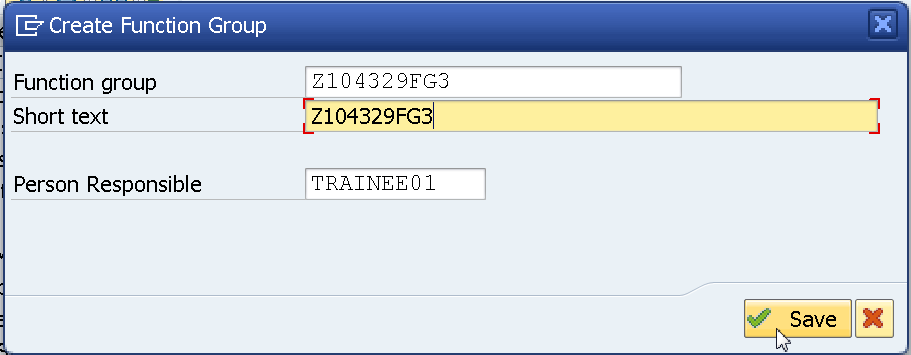 Create Function Group
Function group Z104329FG3
Short text Z104329FG3
Person Responsible TRAINEE01
Save